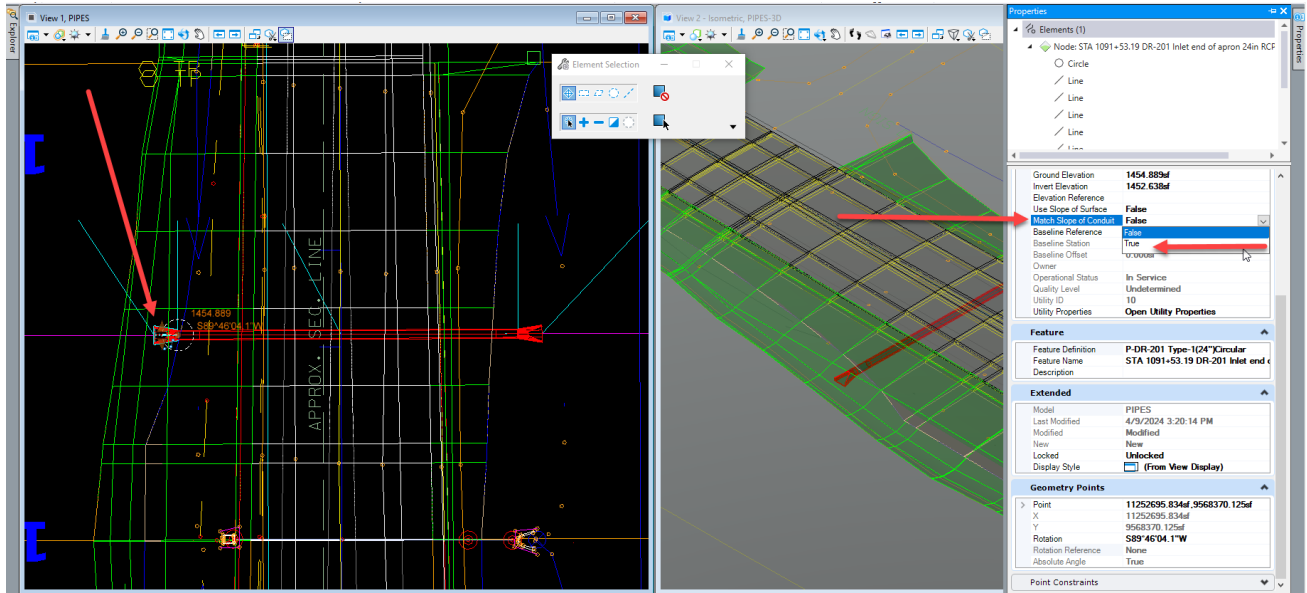 View 1, PIPES
View 2 - Isometric, PIPES-3D
Properties
Explorer
Properties
Element Selection
Elements (1)
Node: STA 1091+53.19 DR-201 Inlet end of apron 24in RCP
Circle
Line
Line
Line
Line
Line
1454.889
S89°46'04.1"W
APPROX. SEC. LINE
Ground Elevation 1454.889sf
Invert Elevation 1452.638sf
Elevation Reference
Use Slope of Surface False
Match Slope of Conduit False
Baseline Reference False
Baseline Station True
Baseline Offset 0.000sf
Owner
Operational Status In Service
Quality Level Undetermined
Utility ID 10
Utility Properties Open Utility Properties
Feature
Feature Definition P-DR-201 Type-1(24")Circular
Feature Name STA 1091+53.19 DR-201 Inlet end
Description
Extended
Model PIPES
Last Modified 4/9/2024 3:20:14 PM
Modified Modified
New New
Locked Unlocked
Display Style (From View Display)
Geometry Points
Point 11252695.834sf,9568370.125sf
X 11252695.834sf
Y 9568370.125sf
Rotation S89°46'04.1"W
Rotation Reference None
Absolute Angle True
Point Constraints